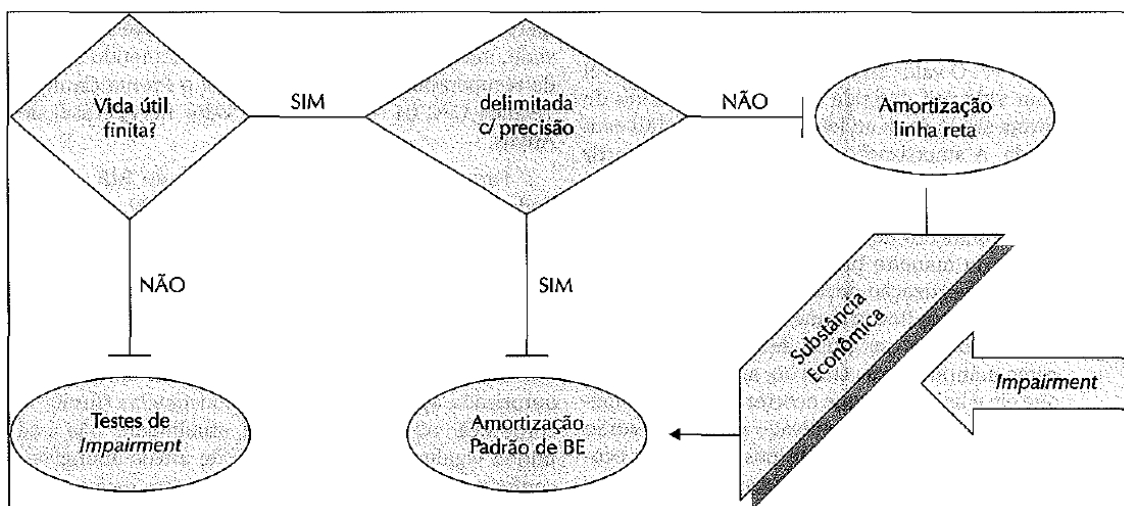 Vida útil
finita?
SIM
delimitada
c/ precisão
NÃO
Amortização
linha reta
NÃO
SIM
Substância
Econômica
Impairment
Testes de
Impairment
Amortização
Padrão de BE